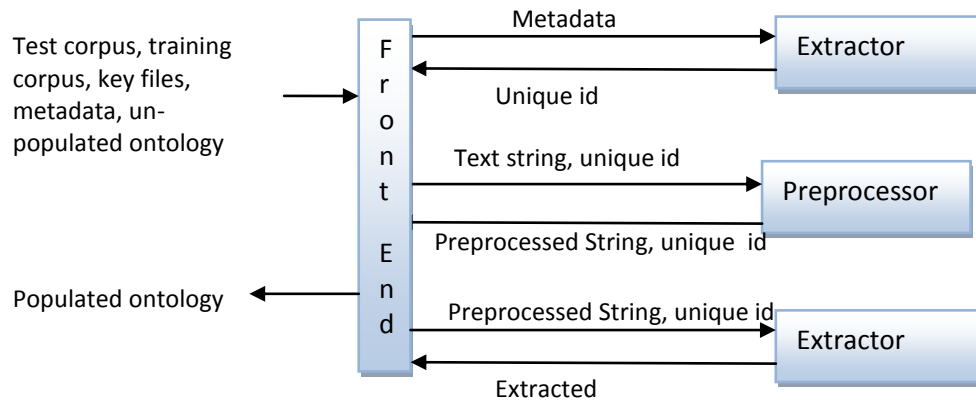 Test corpus, training
corpus, key files,
metadata, un-
populated ontology
Populated ontology
F
r
o
n
t
E
n
d
Metadata
Unique id
Extractor
Text string, unique id
Preprocessed String, unique id
Preprocessor
Preprocessed String, unique id
Extracted
Extractor